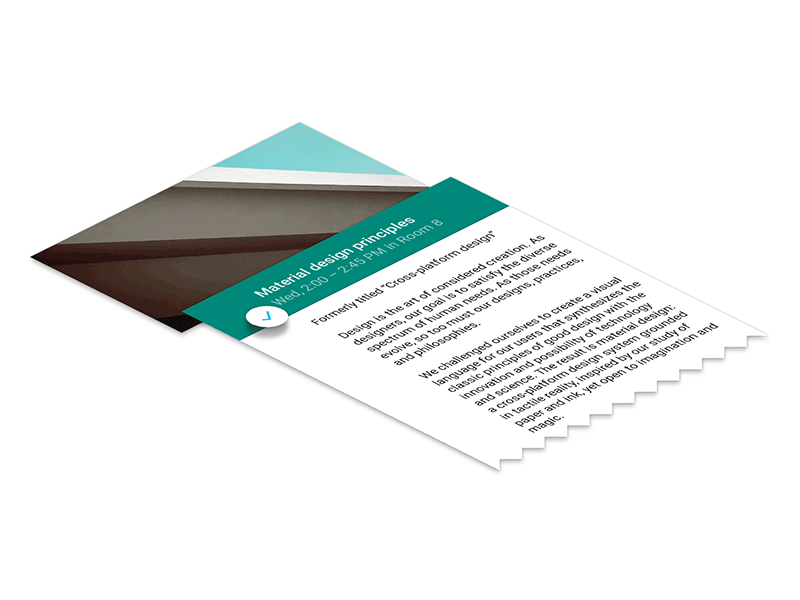 Material design principles
Wed, 2:00 – 2:45 PM in Room 8
Formerly titled "Cross-platform design"
Design is the art of considered creation. As
designers, our goal is to satisfy the diverse
spectrum of human needs. As those needs
evolve, so too must our designs, practices,
and philosophies.
We challenged ourselves to create a visual
language for our users that synthesizes the
classic principles of good design with the
innovation and possibility of technology
and science. The result is material design:
a cross-platform design system grounded
in tactile reality, inspired by our study of
paper and ink, yet open to imagination and
magic.